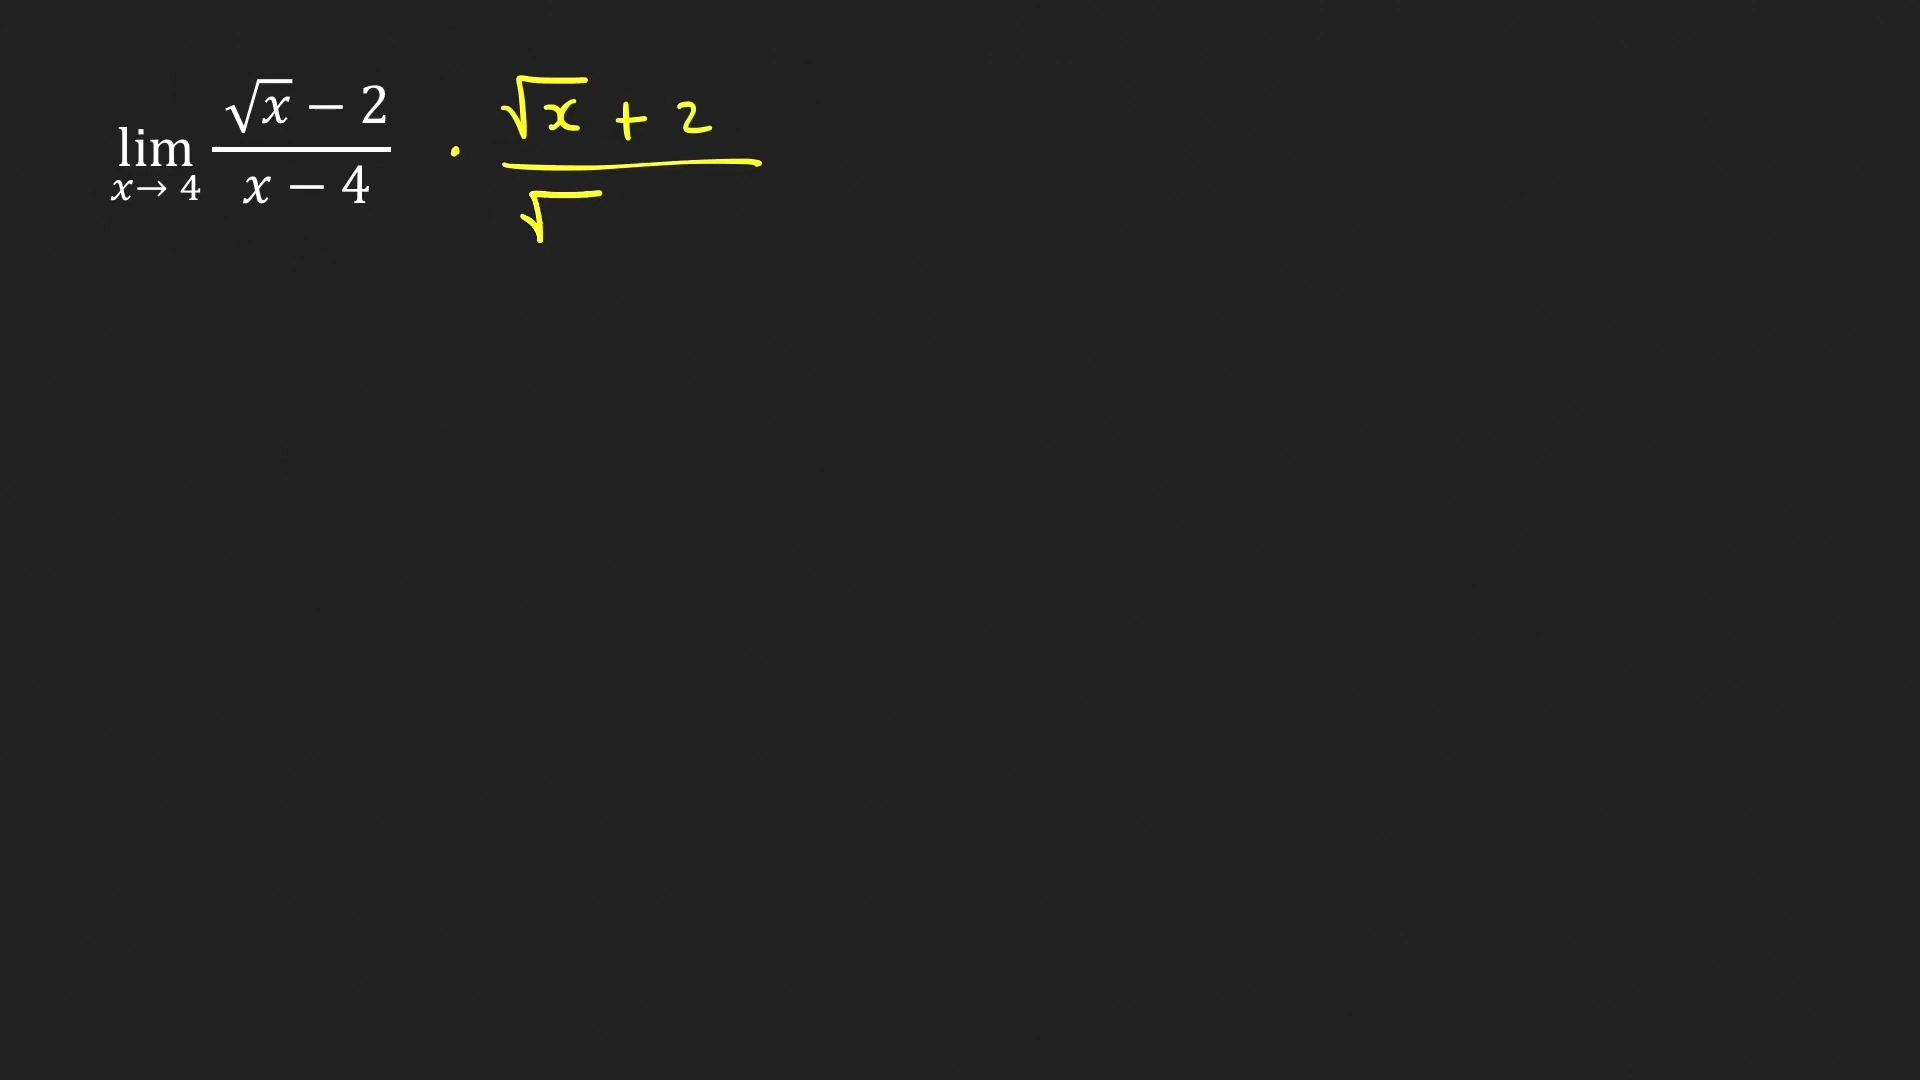 lim x→ 4 (√x − 2)/(x − 4) · (√x + 2)/(√